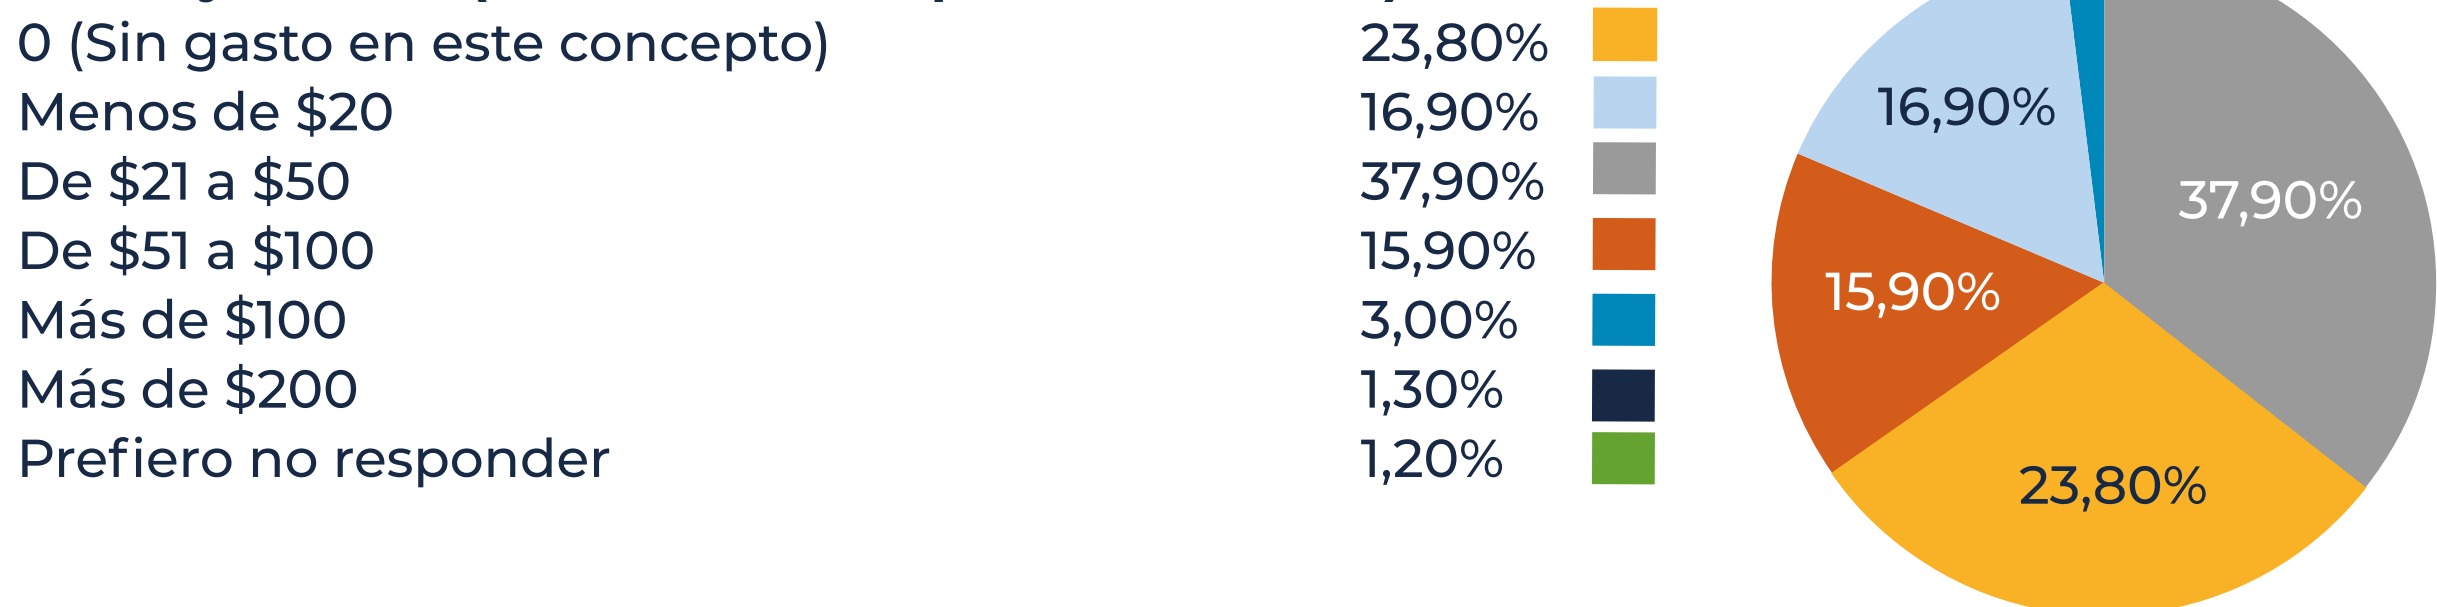 0 (Sin gasto en este concepto) 23,80%
Menos de $20 16,90%
De $21 a $50 37,90%
De $51 a $100 15,90%
Más de $100 3,00%
Más de $200 1,30%
Prefiero no responder 1,20%
16,90%
37,90%
15,90%
23,80%